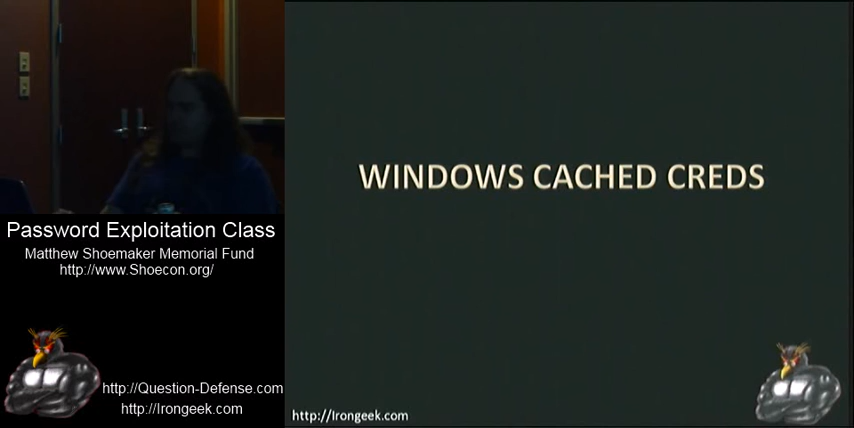 WINDOWS CACHED CREDS
Password Exploitation Class
Matthew Shoemaker Memorial Fund
http://www.Shoecon.org/
http://Question-Defense.com
http://Irongeek.com
http://Irongeek.com